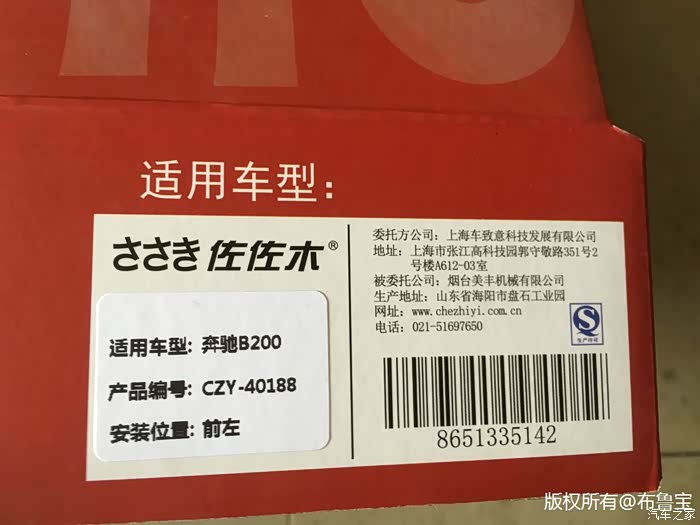 适用车型：
ささき 佐佐木®
适用车型: 奔驰B200
产品编号: CZY-40188
安装位置: 前左
委托方公司: 上海车致意科技发展有限公司
地址: 上海市张江高科技园郭守敬路351号2
号楼A612-03室
被委托公司: 烟台美丰机械有限公司
生产地址: 山东省海阳市盘石工业园
网址: www.chezhiyi.com.cn
电话: 021-51697650
生产许可
8651335142
版权所有@布鲁宝
汽车之家